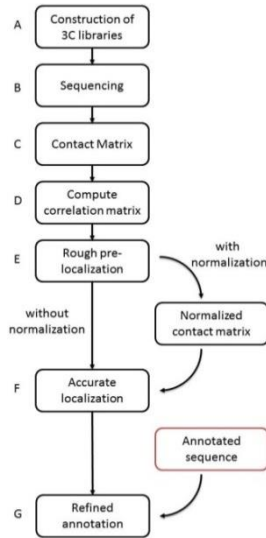 A
Construction of
3C libraries
B
Sequencing
C
Contact Matrix
D
Compute
correlation matrix
E
Rough pre-
localization
with
normalization
without
normalization
Normalized
contact matrix
F
Accurate
localization
Annotated
sequence
G
Refined
annotation